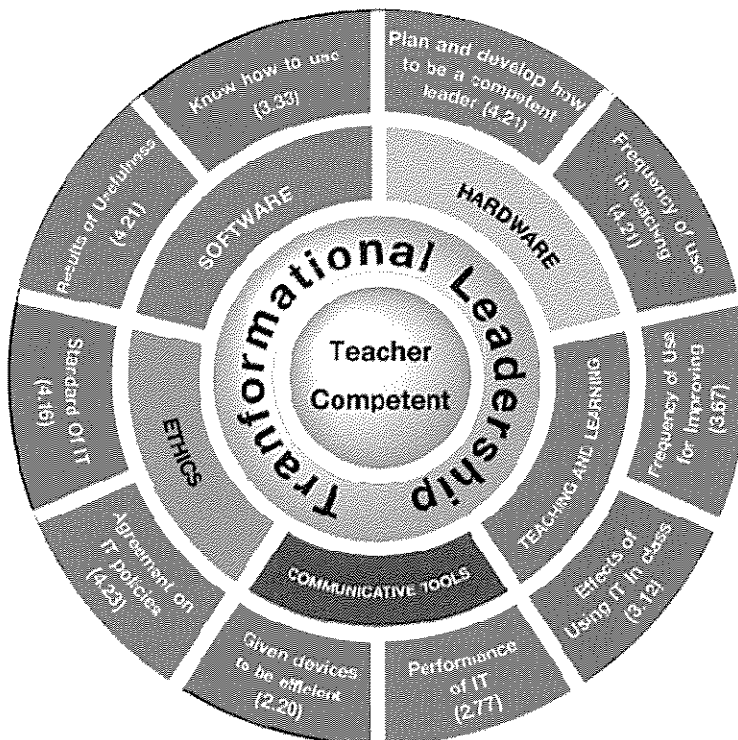 Teacher
Competent
Tranformational Leadership
HARDWARE
Plan and develop how
to be a competent
leader (4.21)
Frequency of use
in teaching
(4.21)
TEACHING AND LEARNING
Frequency of Use
for Improving
(3.67)
Effects of
Using IT in class
(3.12)
COMMUNICATIVE TOOLS
Performance
of IT
(2.77)
Given devices
to be efficient
(2.20)
ETHICS
Agreement on
IT policies
(4.23)
Standard Of IT
(4.16)
SOFTWARE
Results of Usefulness
(4.21)
Know how to use
(3.33)